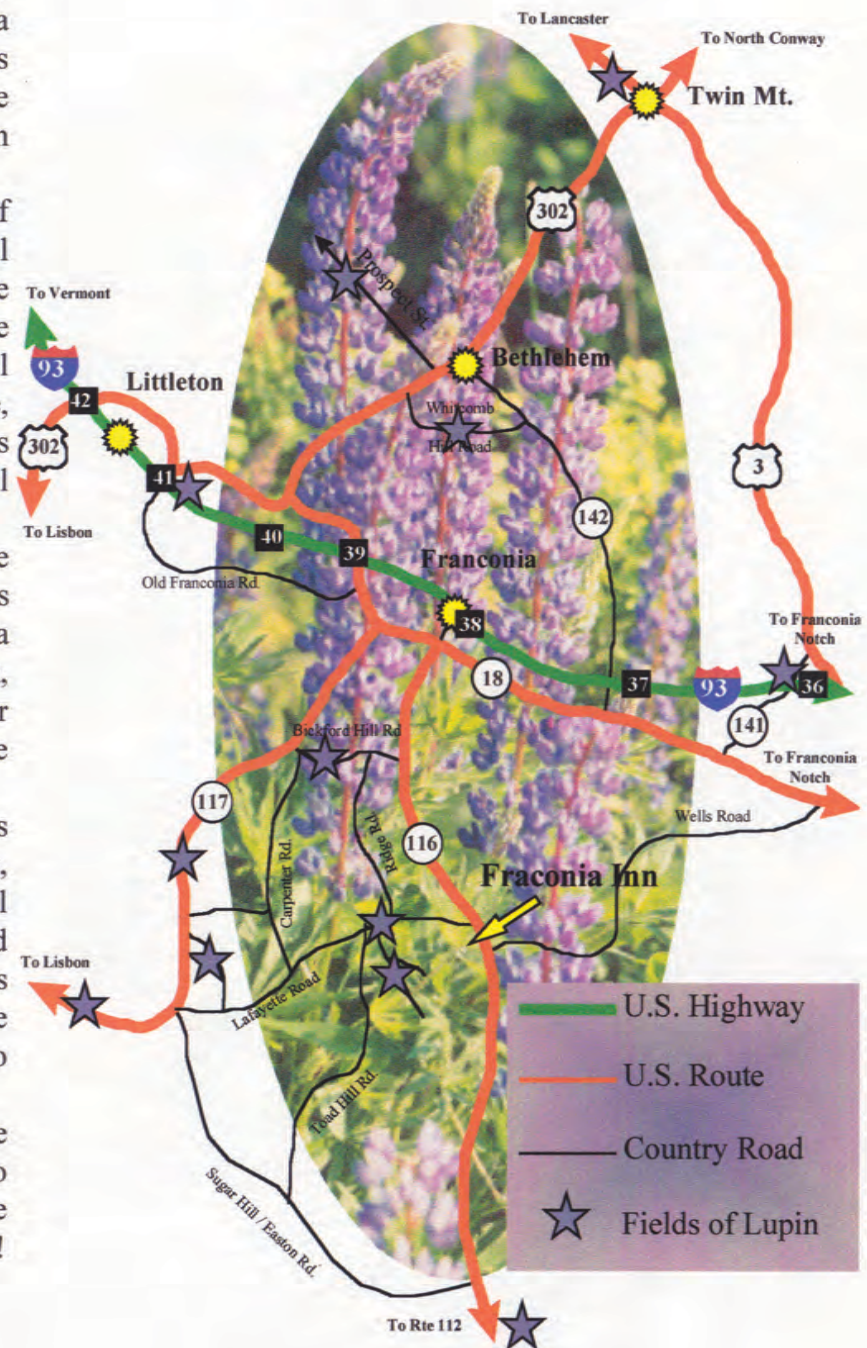 a
s
e
n
f
l
e
e
l
e,
s
l
e
s
a
,
r
e
s
,
l
d
s
e
o
e
o
e
!
To Lancaster
To North Conway
Twin Mt.
302
Prospect St.
To Vermont
93
Littleton
42
302
41
To Lisbon
Bethlehem
Whitcomb
Hill Road
3
142
40
39
Franconia
Old Franconia Rd.
38
18
37
93
To Franconia
Notch
36
141
To Franconia
Notch
Bickford Hill Rd
117
Carpenter Rd.
Ridge Rd.
116
Wells Road
Fraconia Inn
To Lisbon
Lafayette Road
Toad Hill Rd.
Sugar Hill / Easton Rd.
To Rte 112
U.S. Highway
U.S. Route
Country Road
Fields of Lupin